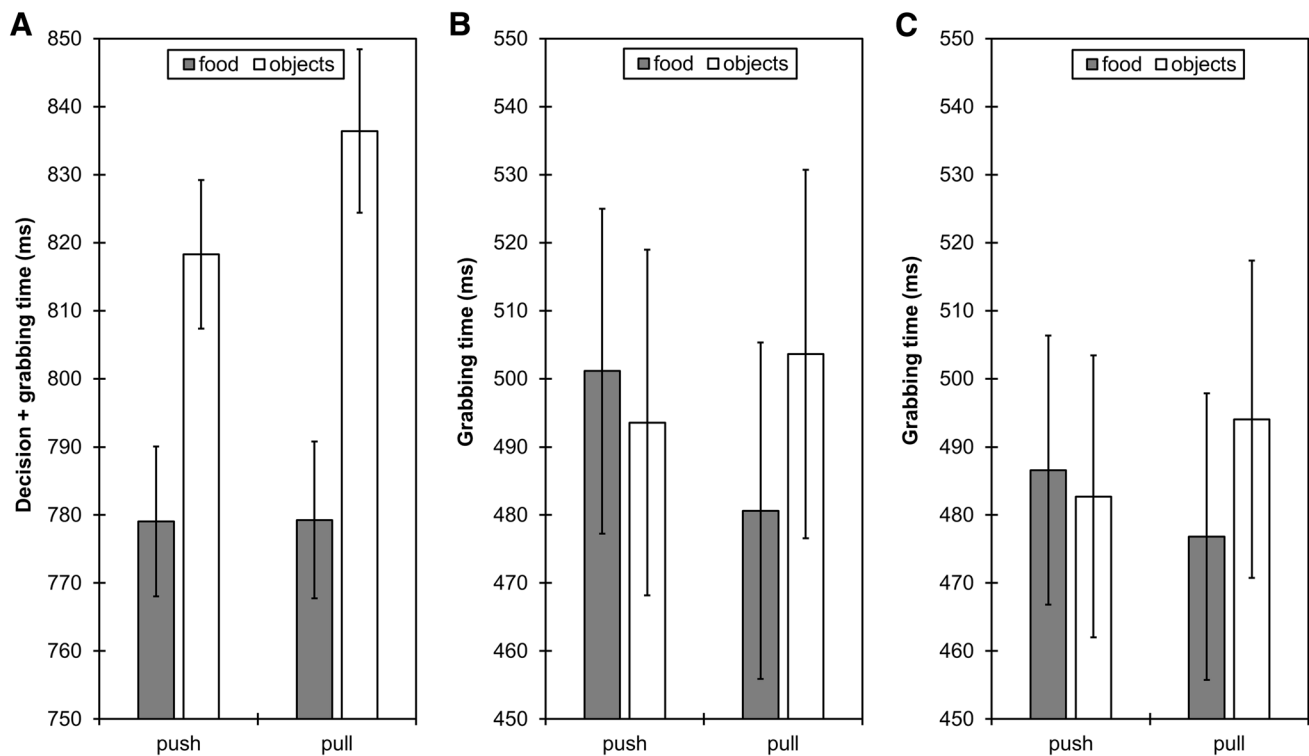 A
Decision + grabbing time (ms)
850
840
830
820
810
800
790
780
770
760
750
food objects
push pull
B
Grabbing time (ms)
550
540
530
520
510
500
490
480
470
460
450
food objects
push pull
C
Grabbing time (ms)
550
540
530
520
510
500
490
480
470
460
450
food objects
push pull